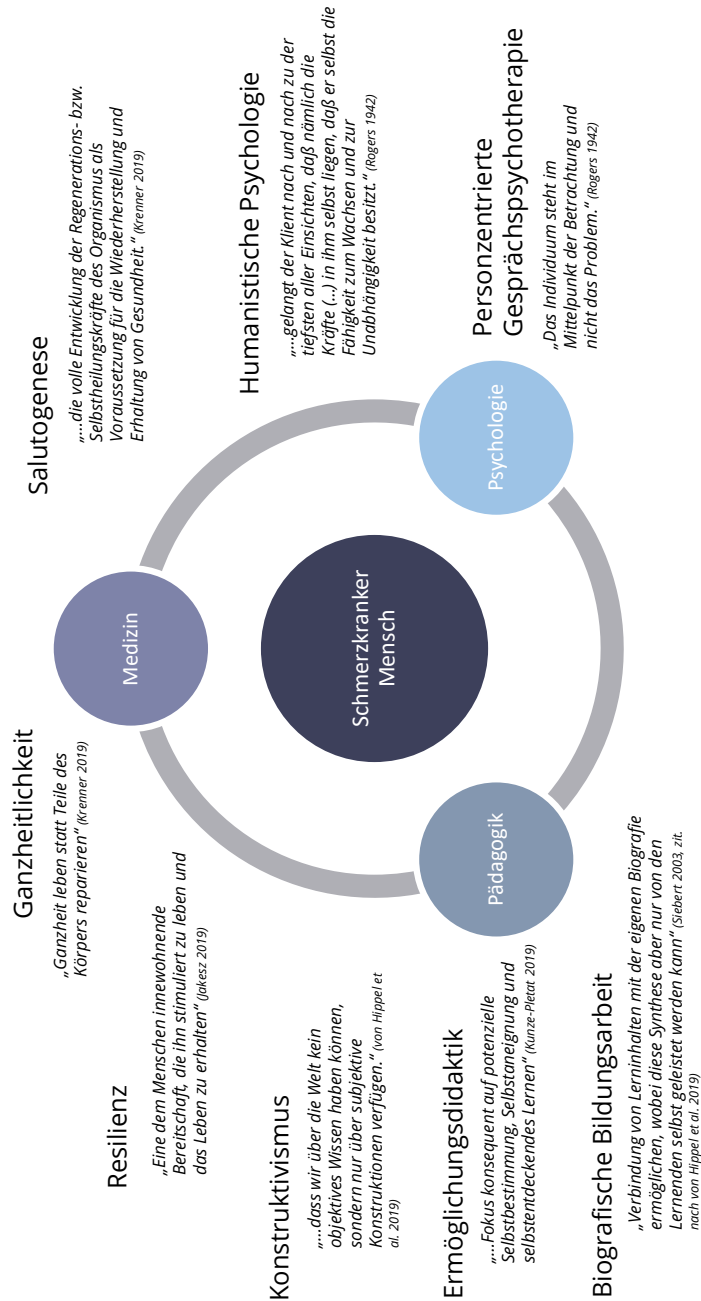 Ganzheitlichkeit
„Ganzheit leben statt Teile des
Körpers reparieren“ (Krenner 2019)
Salutogenese
„...die volle Entwicklung der Regenerations- bzw.
Selbstheilungskräfte des Organismus als
Voraussetzung für die Wiederherstellung und
Erhaltung von Gesundheit.“ (Krenner 2019)
Resilienz
„Eine dem Menschen innewohnende
Bereitschaft, die ihn stimuliert zu leben und
das Leben zu erhalten“ (Jakesz 2019)
Medizin
Humanistische Psychologie
„...gelangt der Klient nach und nach zu der
tiefsten aller Einsichten, daß nämlich die
Kräfte (...) in ihm selbst liegen, daß er selbst die
Fähigkeit zum Wachsen und zur
Unabhängigkeit besitzt.“ (Rogers 1942)
Konstruktivismus
„...dass wir über die Welt kein
objektives Wissen haben können,
sondern nur über subjektive
Konstruktionen verfügen.“ (von Hippel et
al. 2019)
Schmerzkranker
Mensch
Ermöglichungsdidaktik
„...Fokus konsequent auf potenzielle
Selbstbestimmung, Selbstaneignung und
selbstentdeckendes Lernen“ (Kunze-Pletat 2019)
Pädagogik
Psychologie
Personzentrierte
Gesprächspsychotherapie
„Das Individuum steht im
Mittelpunkt der Betrachtung und
nicht das Problem.“ (Rogers 1942)
Biografische Bildungsarbeit
„Verbindung von Lerninhalten mit der eigenen Biografie
ermöglichen, wobei diese Synthese aber nur von den
Lernenden selbst geleistet werden kann“ (Siebert 2003, zit.
nach von Hippel et al. 2019)